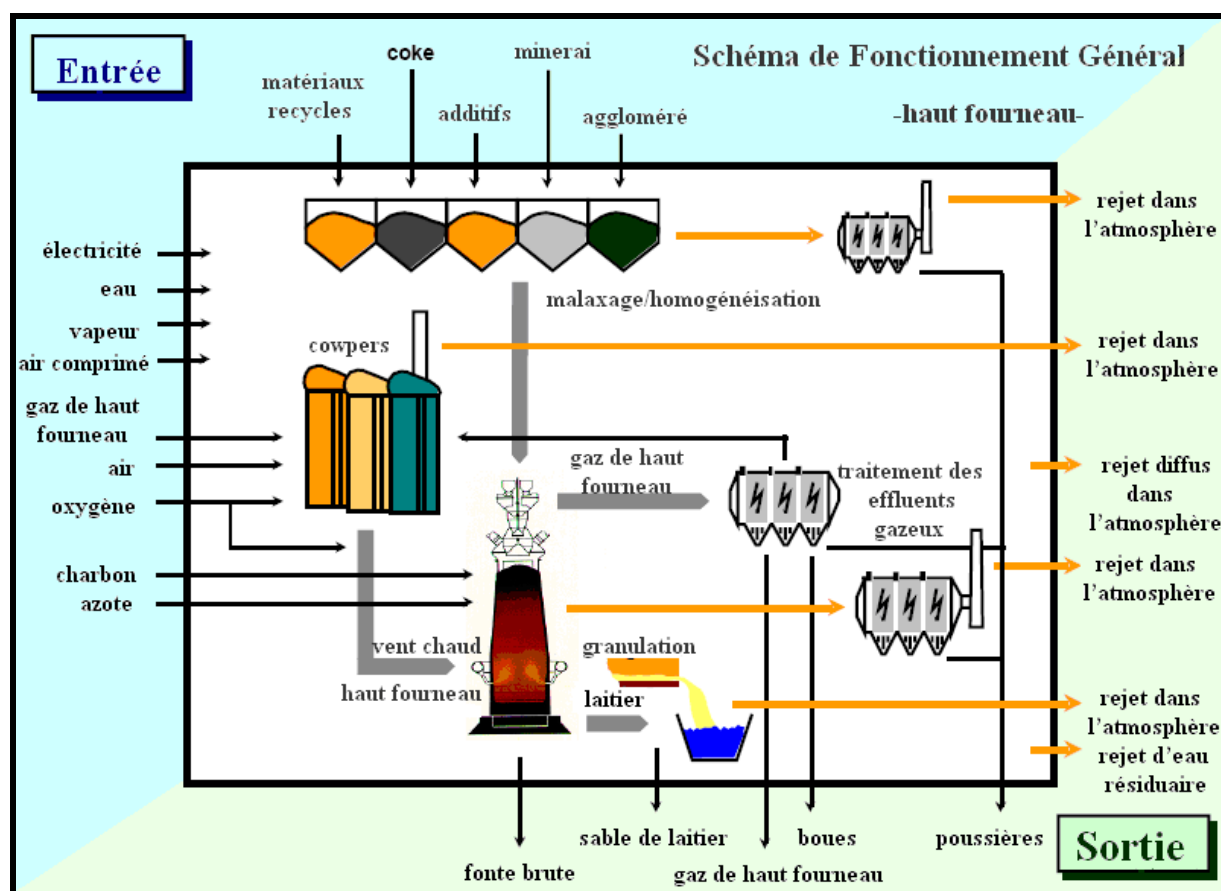 Entrée
Schéma de Fonctionnement Général
-haut fourneau-
coke
minerai
matériaux
recycles
additifs
aggloméré
rejet dans
l'atmosphère
électricité
eau
vapeur
air comprimé
malaxage/homogénéisation
cowpers
rejet dans
l'atmosphère
gaz de haut
fourneau
air
oxygène
gaz de haut
fourneau
traitement des
effluents
gazeux
rejet diffus
dans
l'atmosphère
charbon
azote
rejet dans
l'atmosphère
vent chaud
haut fourneau
granulation
laitier
rejet dans
l'atmosphère
rejet d'eau
résiduaire
sable de laitier
boues
poussières
fonte brute
gaz de haut fourneau
Sortie